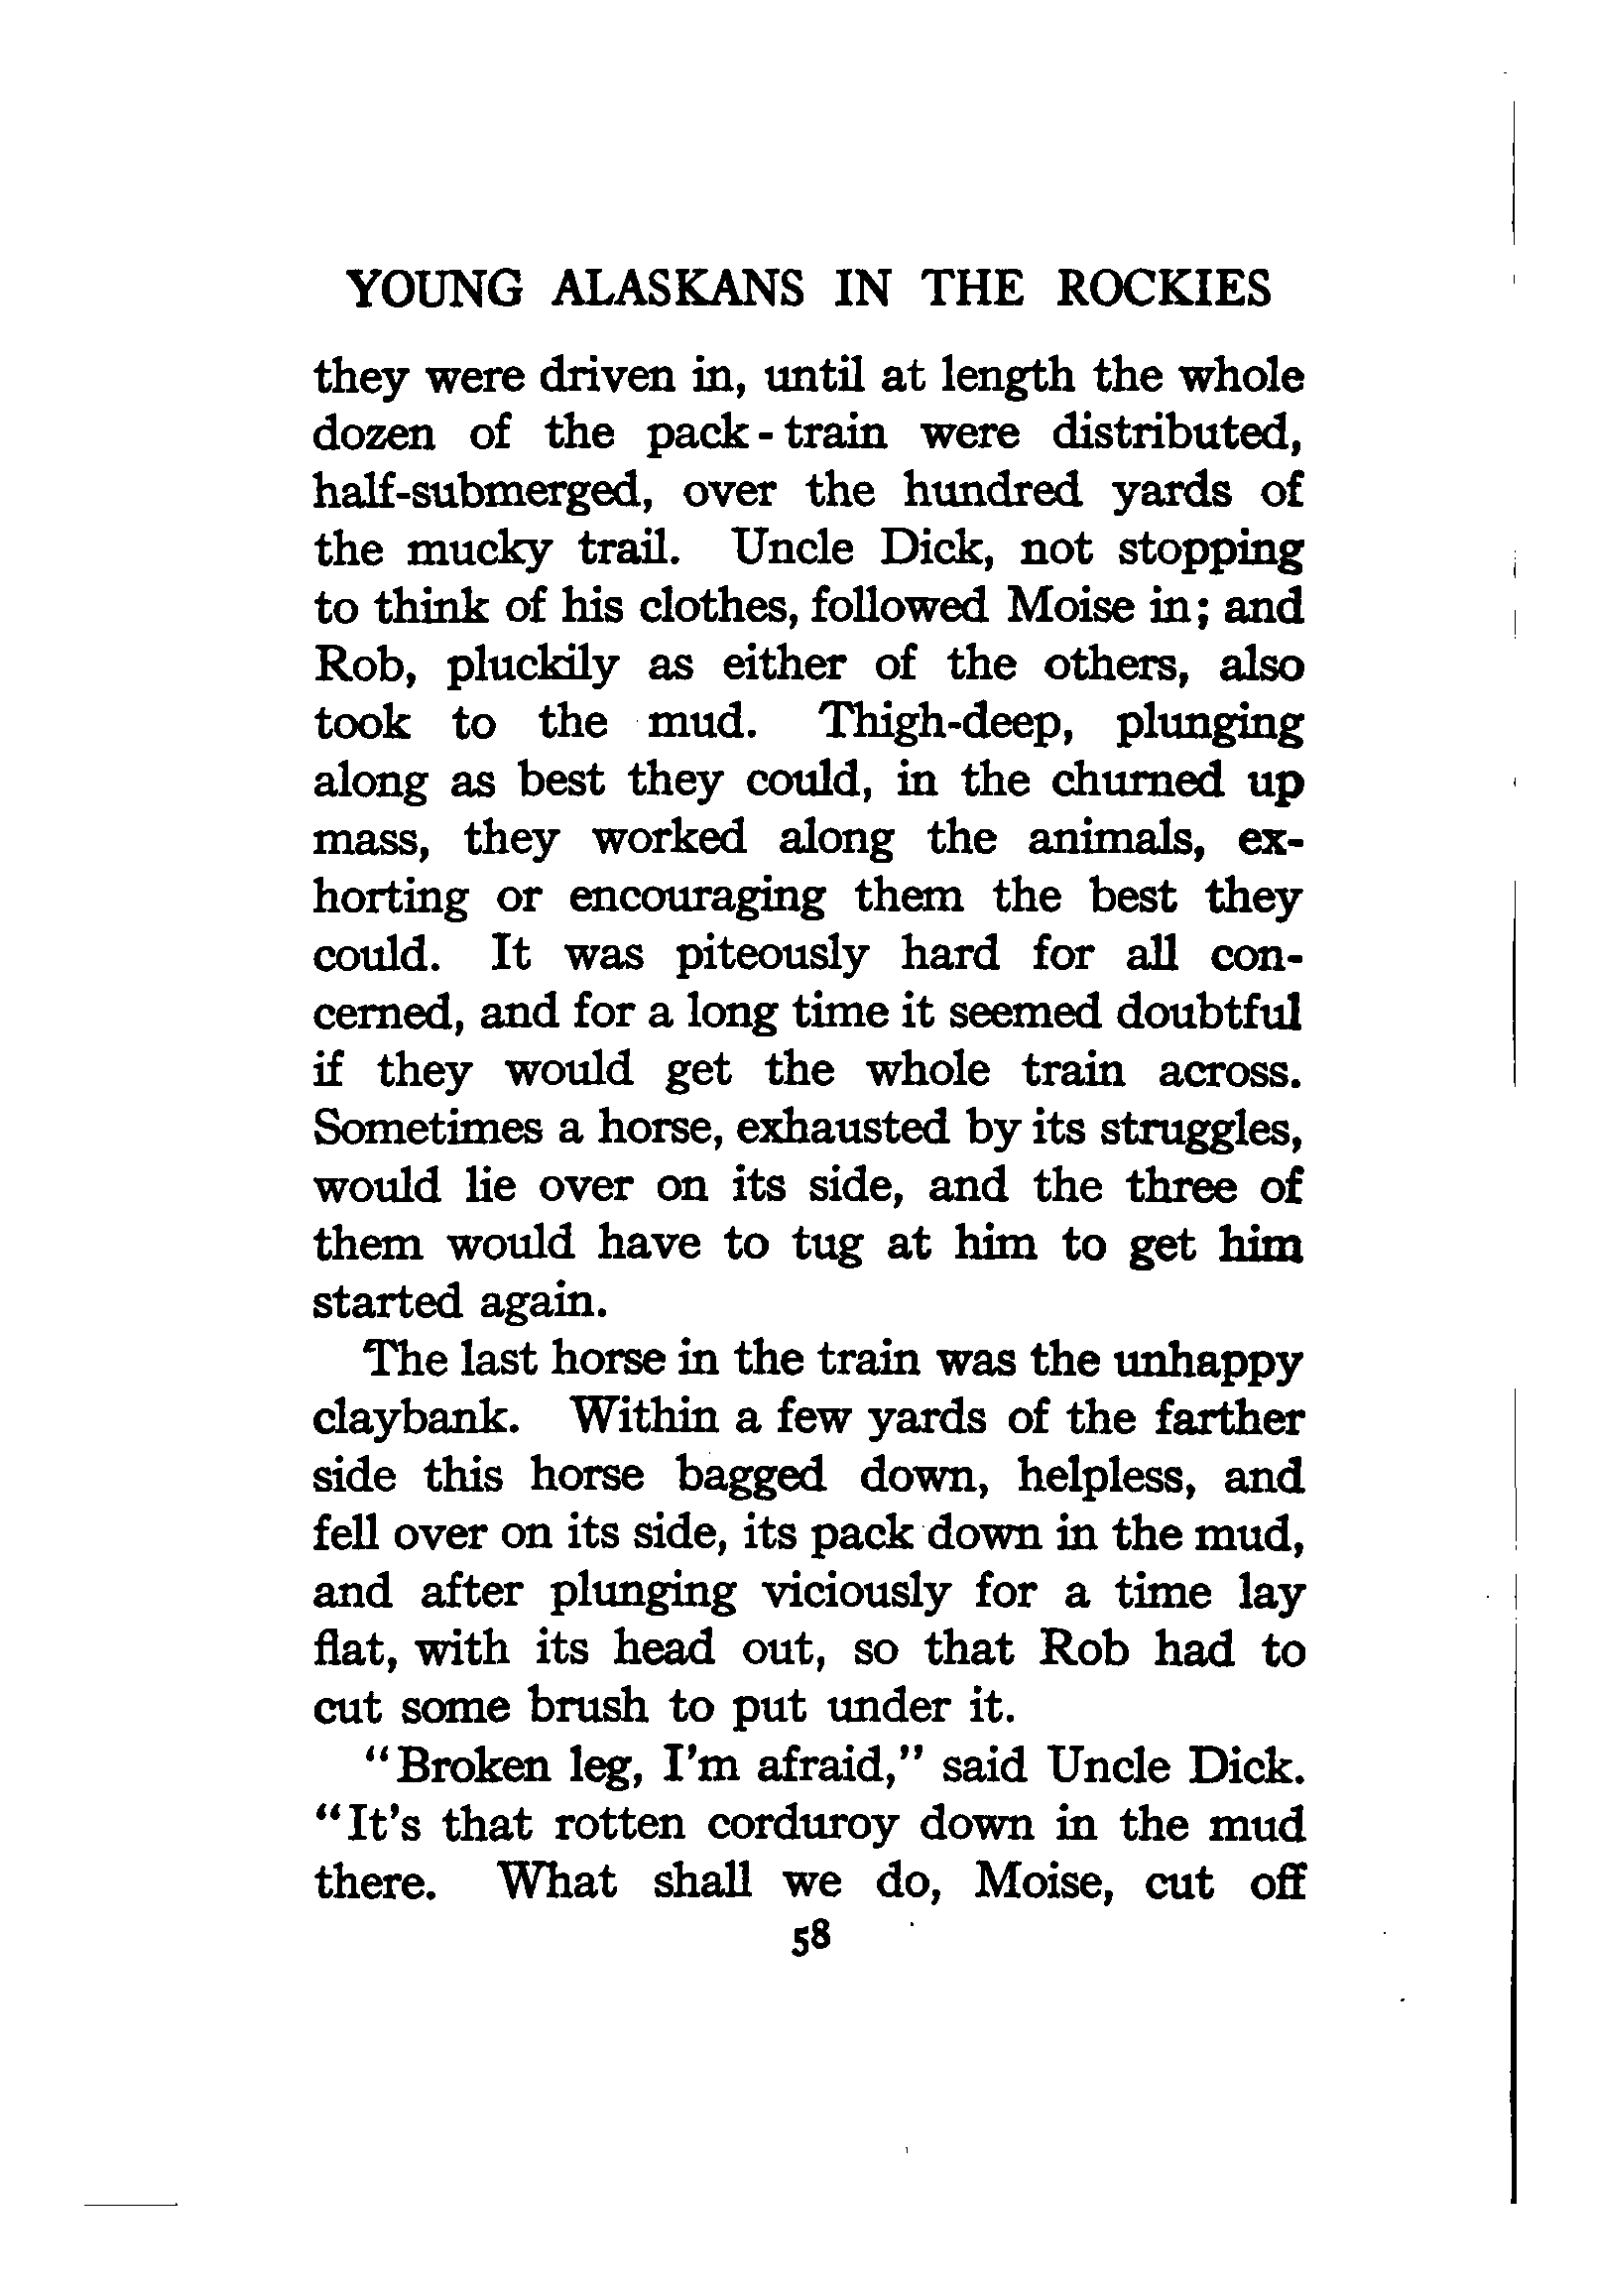 YOUNG ALASKANS IN THE ROCKIES
they were driven in, until at length the whole
dozen of the pack-train were distributed,
half-submerged, over the hundred yards of
the mucky trail. Uncle Dick, not stopping
to think of his clothes, followed Moise in; and
Rob, pluckily as either of the others, also
took to the mud. Thigh-deep, plunging
along as best they could, in the churned up
mass, they worked along the animals, ex-
horting or encouraging them the best they
could. It was piteously hard for all con-
cerned, and for a long time it seemed doubtful
if they would get the whole train across.
Sometimes a horse, exhausted by its struggles,
would lie over on its side, and the three of
them would have to tug at him to get him
started again.
The last horse in the train was the unhappy
claybank. Within a few yards of the farther
side this horse bagged down, helpless, and
fell over on its side, its pack down in the mud,
and after plunging viciously for a time lay
flat, with its head out, so that Rob had to
cut some brush to put under it.
"Broken leg, I'm afraid," said Uncle Dick.
"It's that rotten corduroy down in the mud
there. What shall we do, Moise, cut off
58